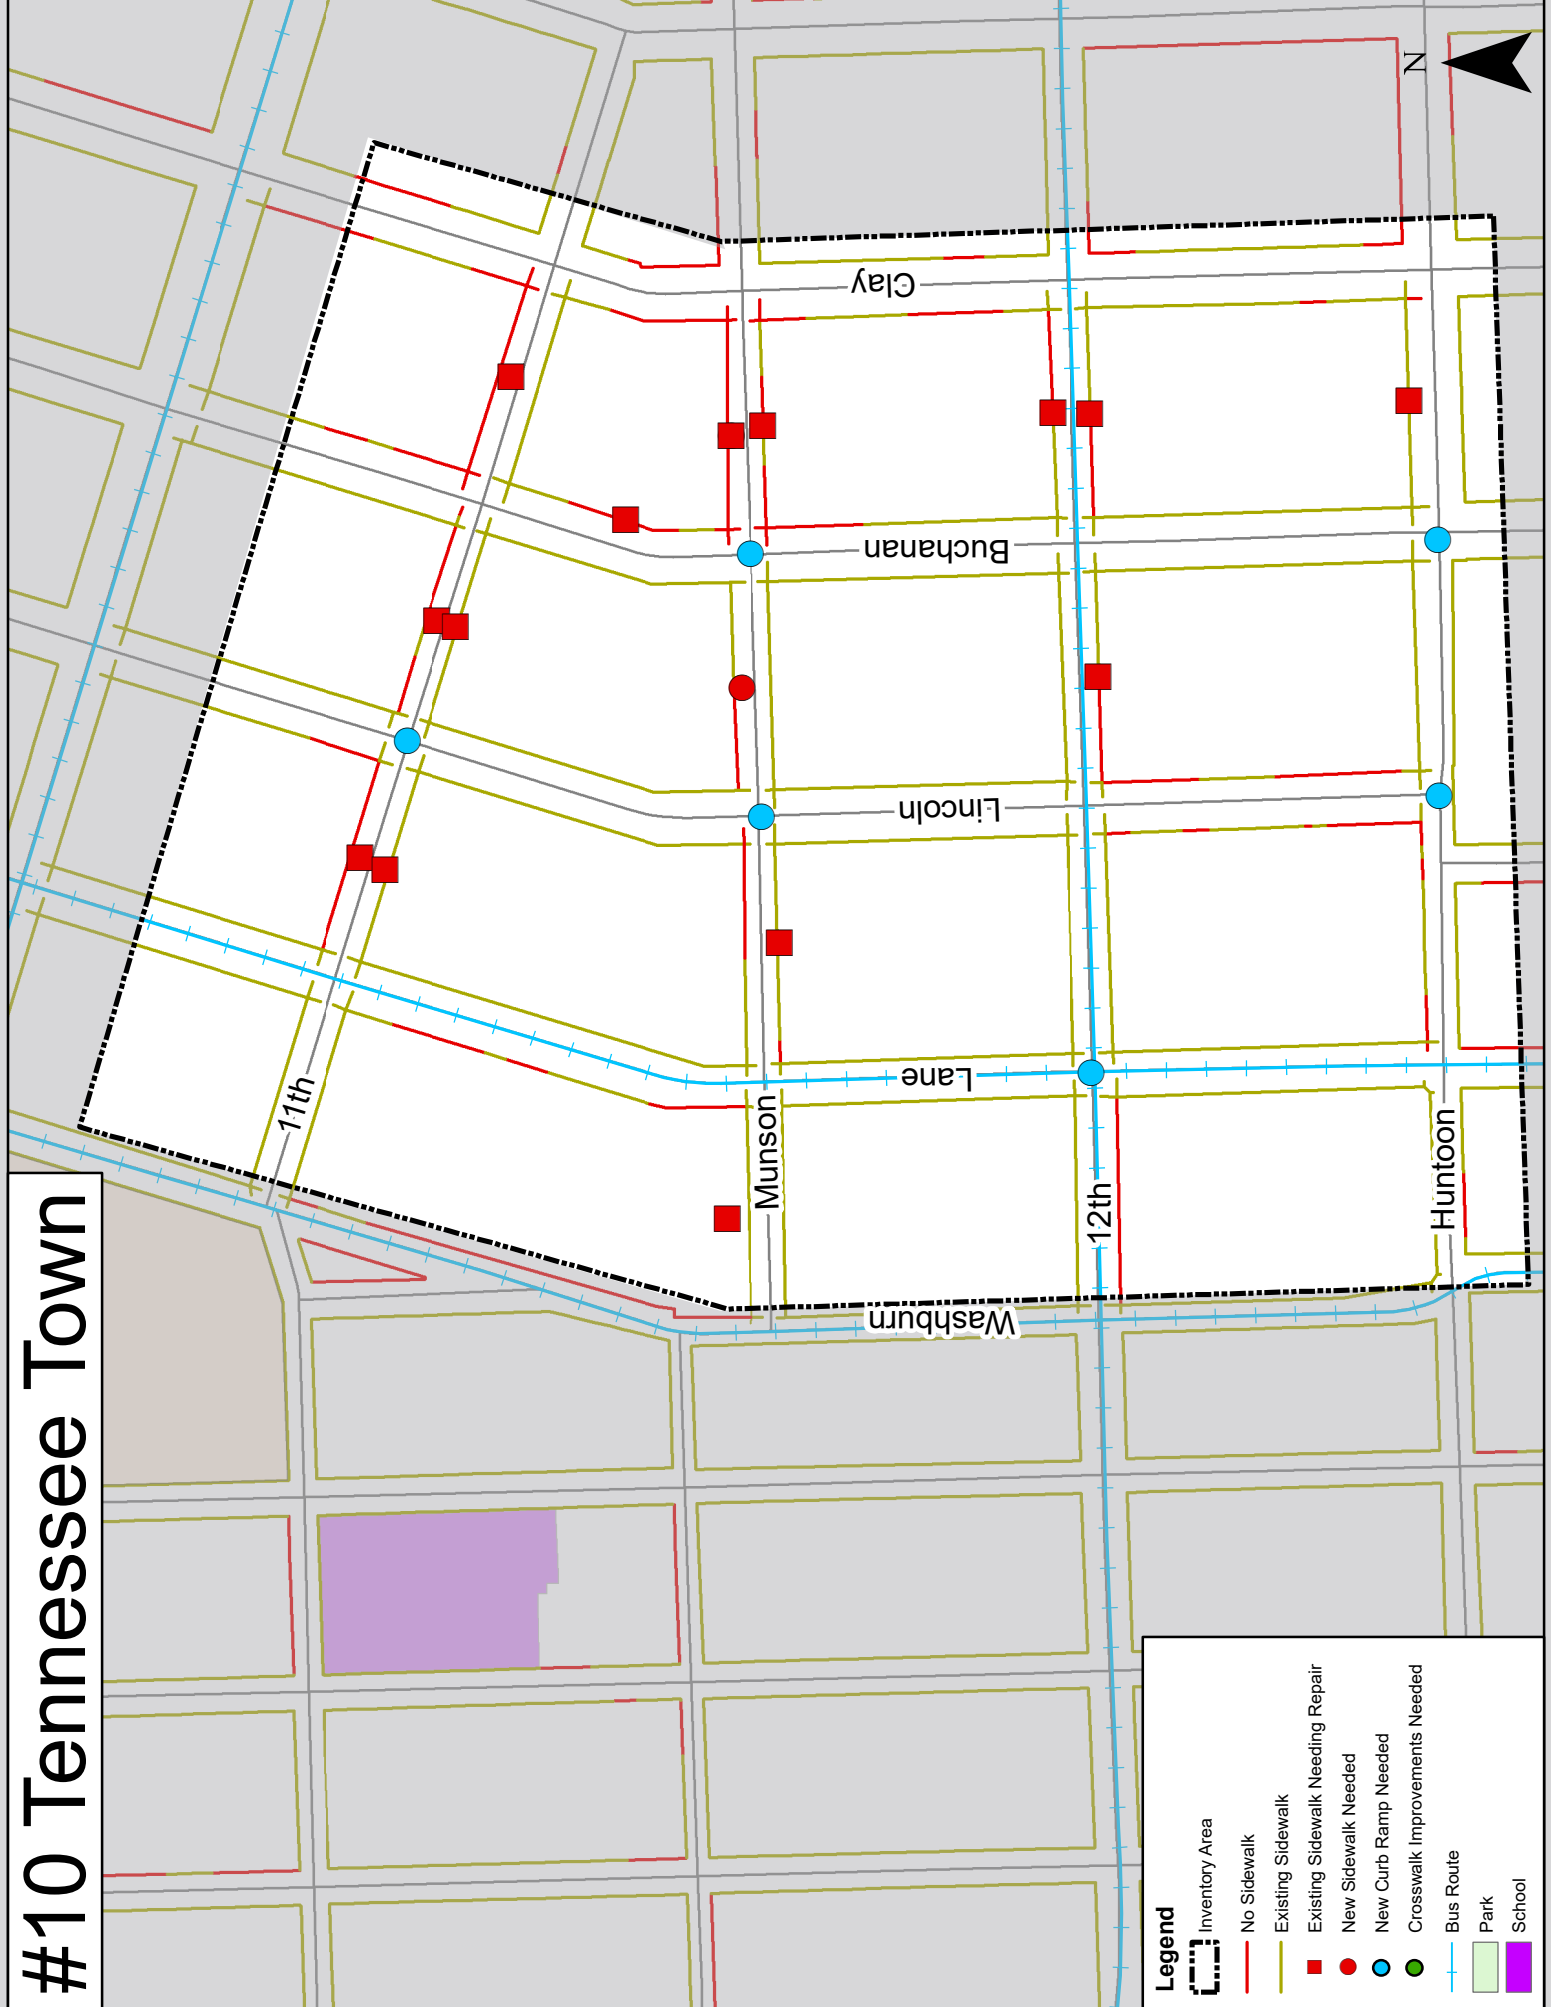 #10 Tennessee Town
11th
Munson
12th
Huntoon
Washburn
Lane
Lincoln
Buchanan
Clay
N
Legend
Inventory Area
No Sidewalk
Existing Sidewalk
Existing Sidewalk Needing Repair
New Sidewalk Needed
New Curb Ramp Needed
Crosswalk Improvements Needed
Bus Route
Park
School